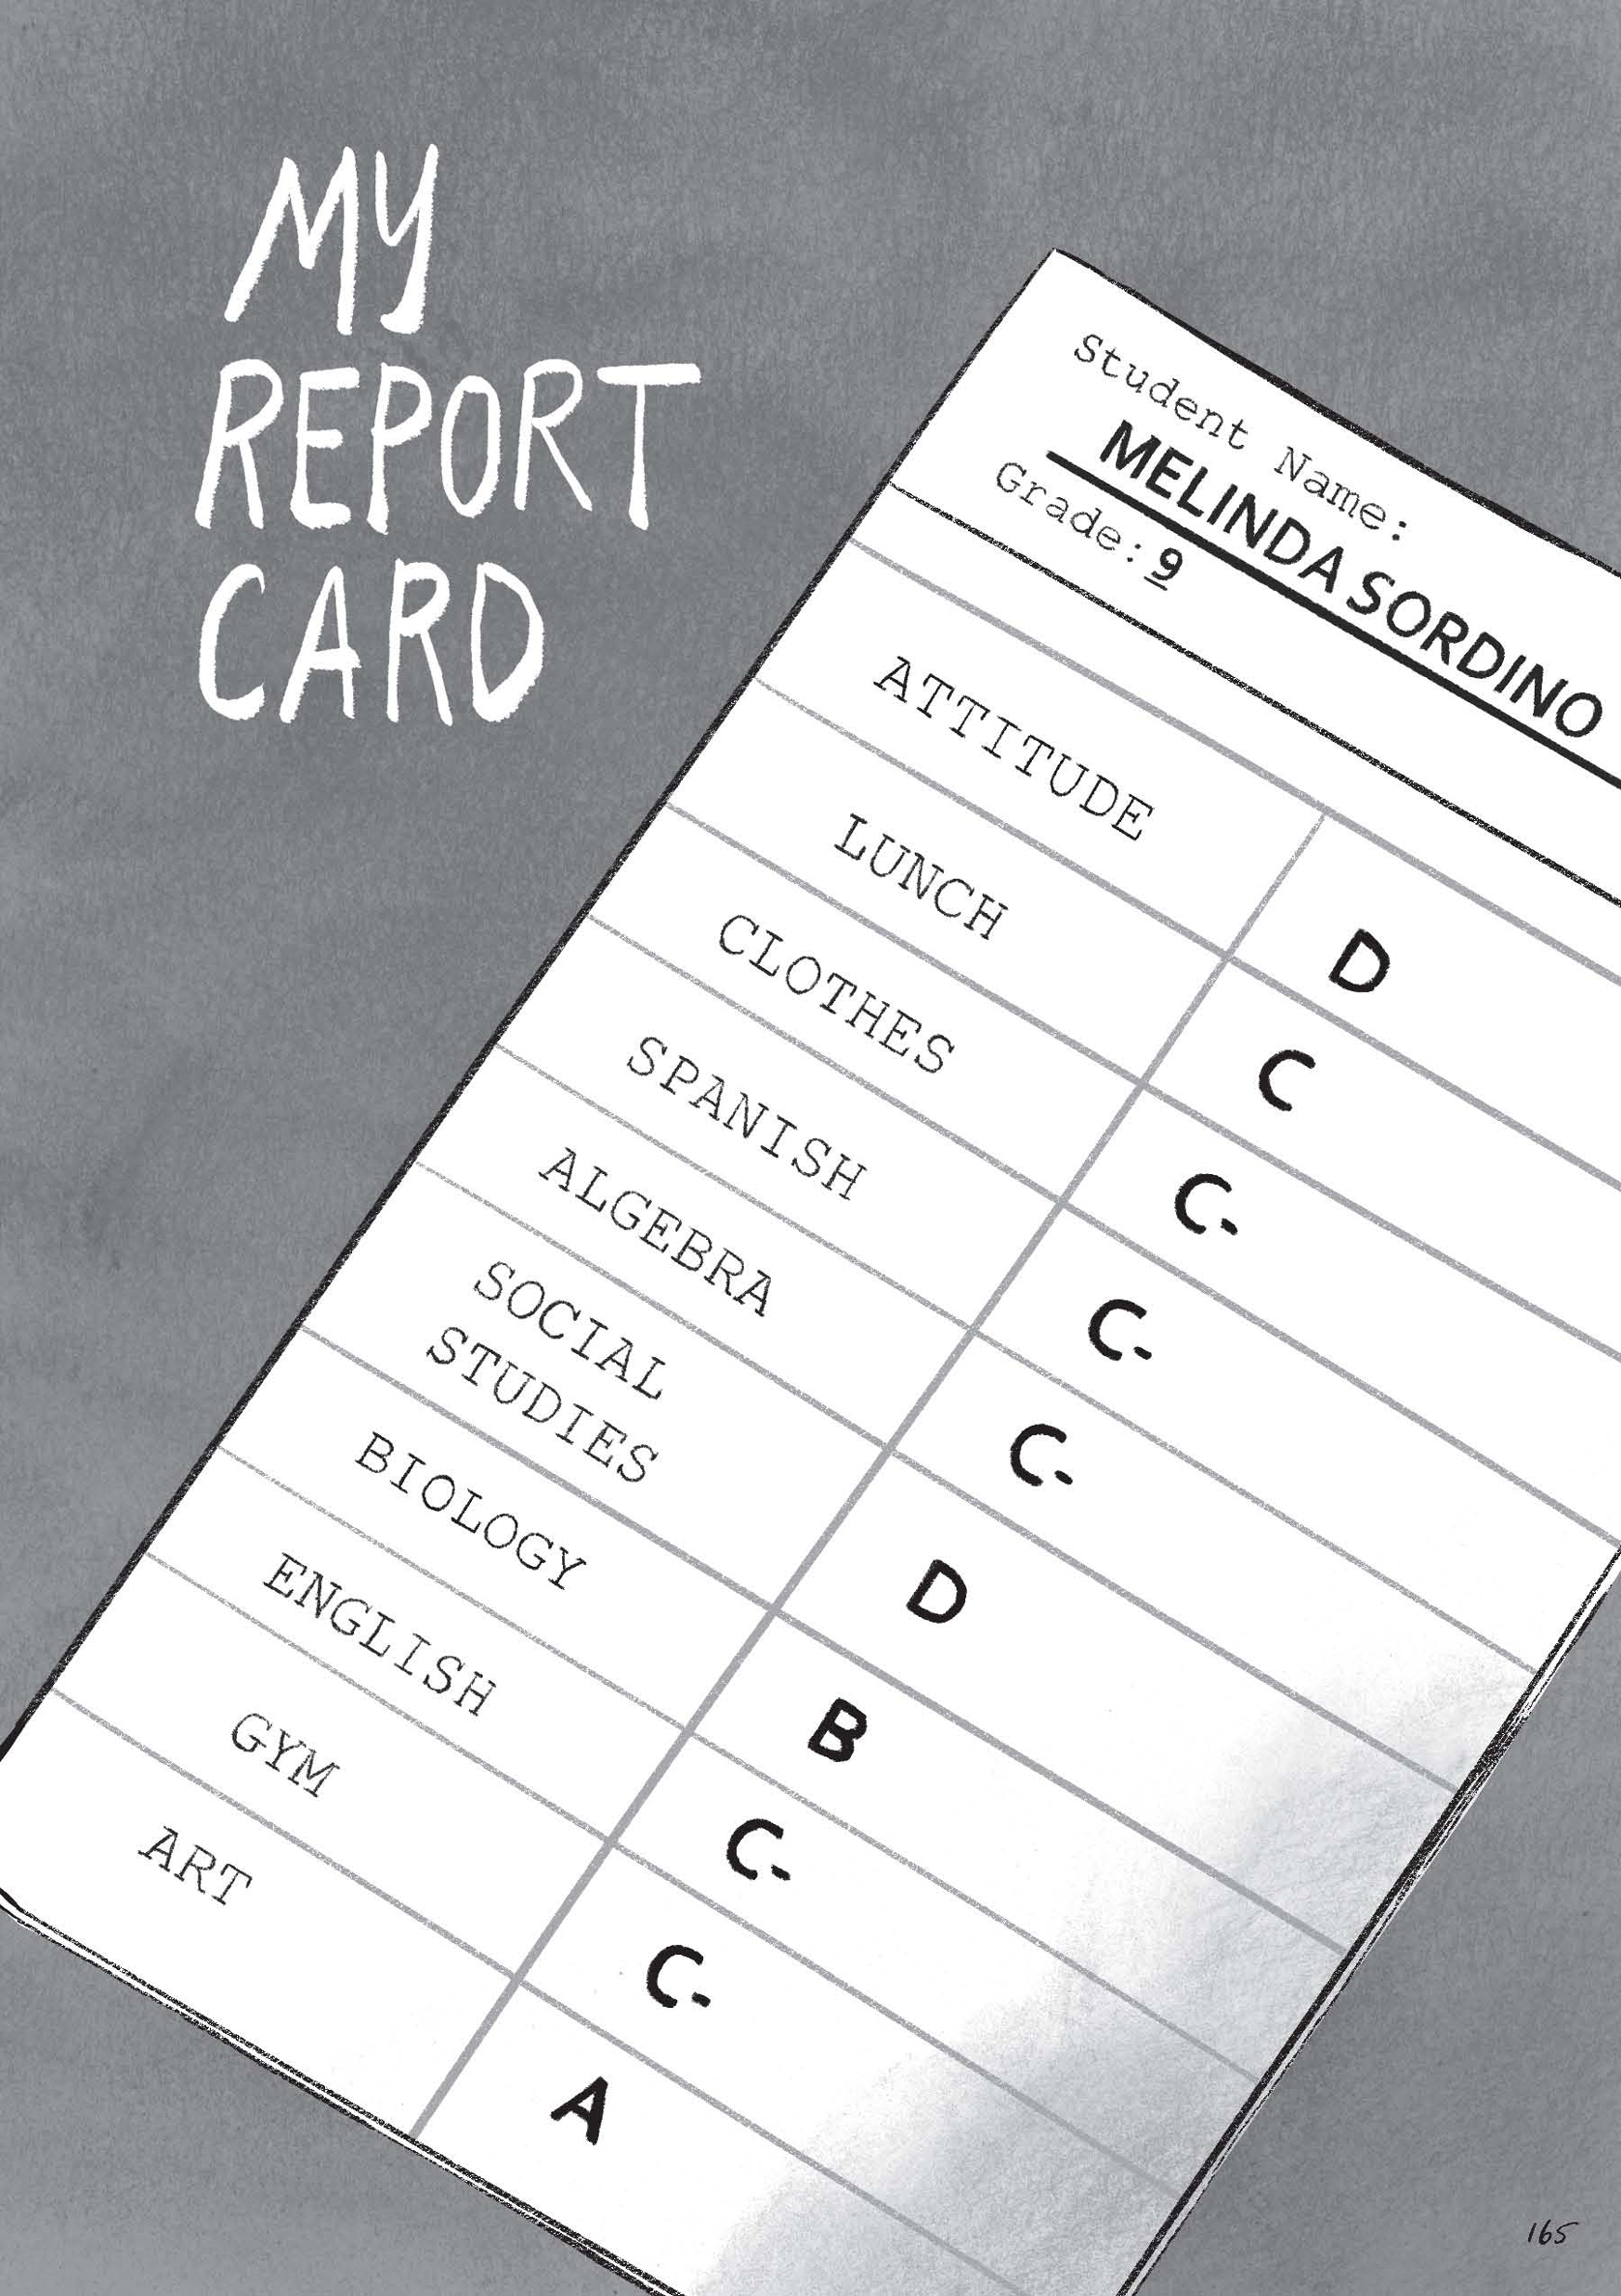 MY
REPORT
CARD
Student Name:
MELINDA SORDINO
Grade: 9
ATTITUDE D
LUNCH C
CLOTHES C-
SPANISH C-
ALGEBRA C-
SOCIAL
STUDIES D
BIOLOGY B
ENGLISH C-
GYM C-
ART A
165